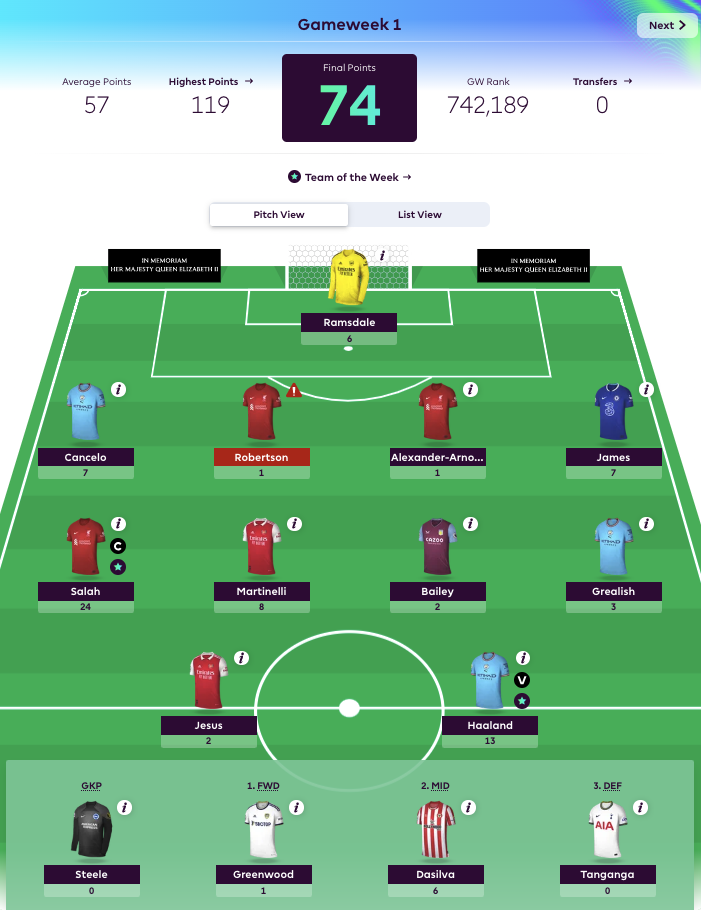 Gameweek 1
Next
Average Points
57
Highest Points →
119
Final Points
74
GW Rank
742,189
Transfers →
0
Team of the Week →
Pitch View
List View
IN MEMORIAM
HER MAJESTY QUEEN ELIZABETH II
IN MEMORIAM
HER MAJESTY QUEEN ELIZABETH II
Ramsdale
6
Cancelo
7
Robertson
1
Alexander-Arno...
1
James
7
C
Salah
24
Martinelli
8
CAZOO
Bailey
2
Grealish
3
Jesus
2
V
Haaland
13
GKP
Steele
0
1. FWD
Greenwood
1
2. MID
Dasilva
6
3. DEF
AIA
Tanganga
0